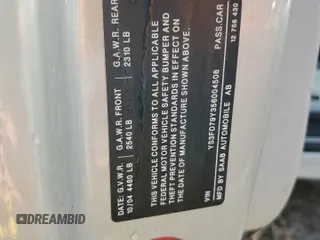 DATE: G.V.W.R. G.A.W.R. FRONT G.A.W.R. REAR
10/04 4480 LB 2540 LB 2310 LB
THIS VEHICLE CONFORMS TO ALL APPLICABLE
FEDERAL MOTOR VEHICLE SAFETY BUMPER AND
THEFT PREVENTION STANDARDS IN EFFECT ON
THE DATE OF MANUFACTURE SHOWN ABOVE.
VIN YS3FD79Y356004508 PASS.CAR
MFD BY SAAB AUTOMOBILE AB 12 756 430
DREAMBID